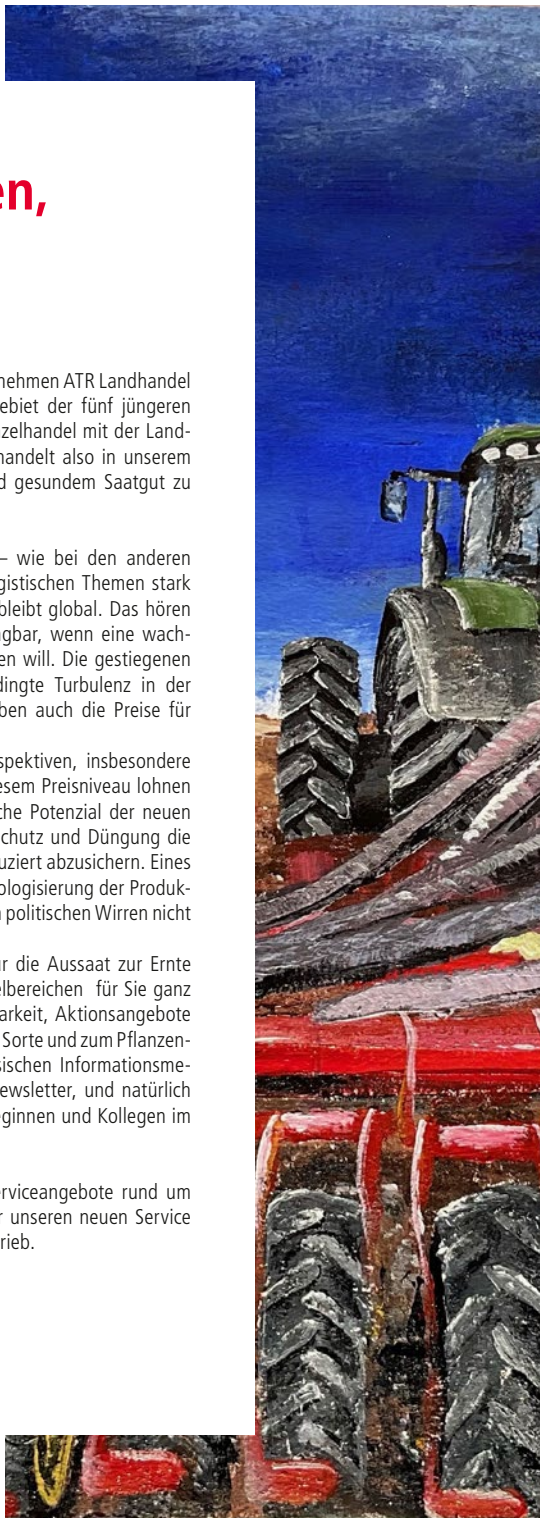 en,
nehmen ATR Landhandel
ebiet der fünf jüngeren
zelhandel mit der Land-
handelt also in unserem
d gesundem Saatgut zu
– wie bei den anderen
gistischen Themen stark
bleibt global. Das hören
gbar, wenn eine wach-
en will. Die gestiegenen
dingte Turbulenz in der
ben auch die Preise für
spektiven, insbesondere
esem Preisniveau lohnen
che Potenzial der neuen
chutz und Düngung die
uziert abzusichern. Eines
ologisierung der Produk-
politischen Wirren nicht
r die Aussaat zur Ernte
elbereichen für Sie ganz
arkeit, Aktionsangebote
Sorte und zum Pflanzen-
sischen Informationsme-
ewsletter, und natürlich
ginnen und Kollegen im
erviceangebote rund um
r unseren neuen Service
rieb.